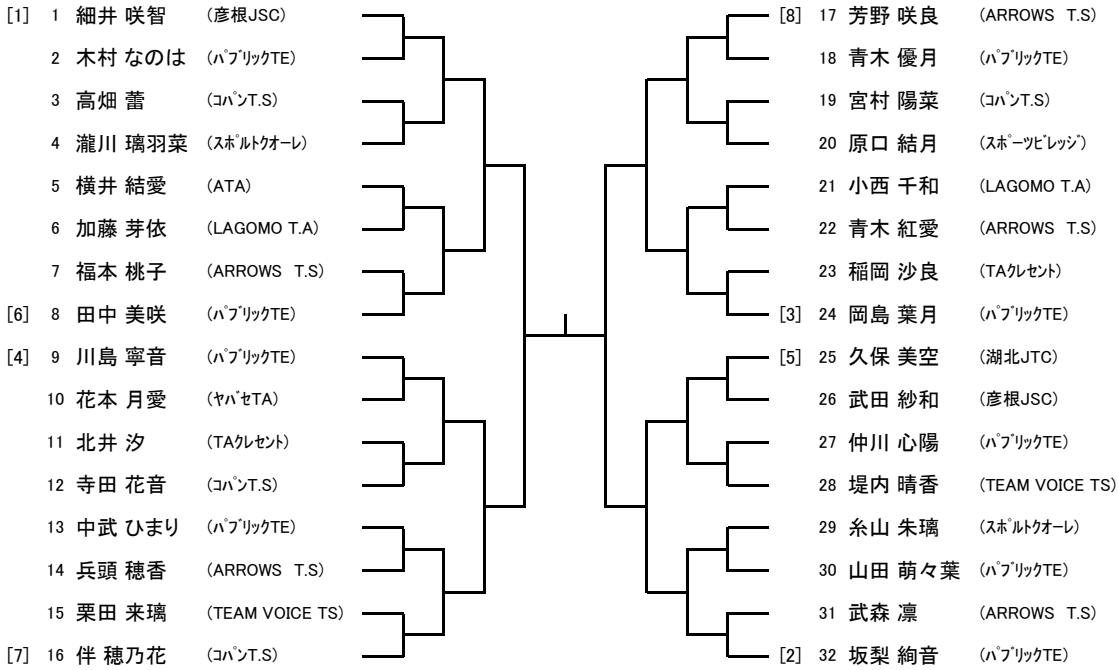 [1] 1 細井 咲智 (彦根JSC)
2 木村 なのは (ﾊﾟﾌﾞﾘｯｸTE)
3 高畑 蕾 (ｺﾊﾟﾝT.S)
4 瀧川 璃羽菜 (ｽﾎﾟﾙﾄｸｵｰﾚ)
5 横井 結愛 (ATA)
6 加藤 芽依 (LAGOMO T.A)
7 福本 桃子 (ARROWS T.S)
[6] 8 田中 美咲 (ﾊﾟﾌﾞﾘｯｸTE)
[4] 9 川島 寧音 (ﾊﾟﾌﾞﾘｯｸTE)
10 花本 月愛 (ﾔﾊﾞｾTA)
11 北井 汐 (TAｸﾚｾﾝﾄ)
12 寺田 花音 (ｺﾊﾟﾝT.S)
13 中武 ひまり (ﾊﾟﾌﾞﾘｯｸTE)
14 兵頭 穂香 (ARROWS T.S)
15 栗田 来璃 (TEAM VOICE TS)
[7] 16 伴 穂乃花 (ｺﾊﾟﾝT.S)
[8] 17 芳野 咲良 (ARROWS T.S)
18 青木 優月 (ﾊﾟﾌﾞﾘｯｸTE)
19 宮村 陽菜 (ｺﾊﾟﾝT.S)
20 原口 結月 (ｽﾎﾟｰﾂﾋﾞﾚｯｼﾞ)
21 小西 千和 (LAGOMO T.A)
22 青木 紅愛 (ARROWS T.S)
23 稲岡 沙良 (TAｸﾚｾﾝﾄ)
[3] 24 岡島 葉月 (ﾊﾟﾌﾞﾘｯｸTE)
[5] 25 久保 美空 (湖北JTC)
26 武田 紗和 (彦根JSC)
27 仲川 心陽 (ﾊﾟﾌﾞﾘｯｸTE)
28 堤内 晴香 (TEAM VOICE TS)
29 糸山 朱璃 (ｽﾎﾟﾙﾄｸｵｰﾚ)
30 山田 萌々葉 (ﾊﾟﾌﾞﾘｯｸTE)
31 武森 凛 (ARROWS T.S)
[2] 32 坂梨 絢音 (ﾊﾟﾌﾞﾘｯｸTE)